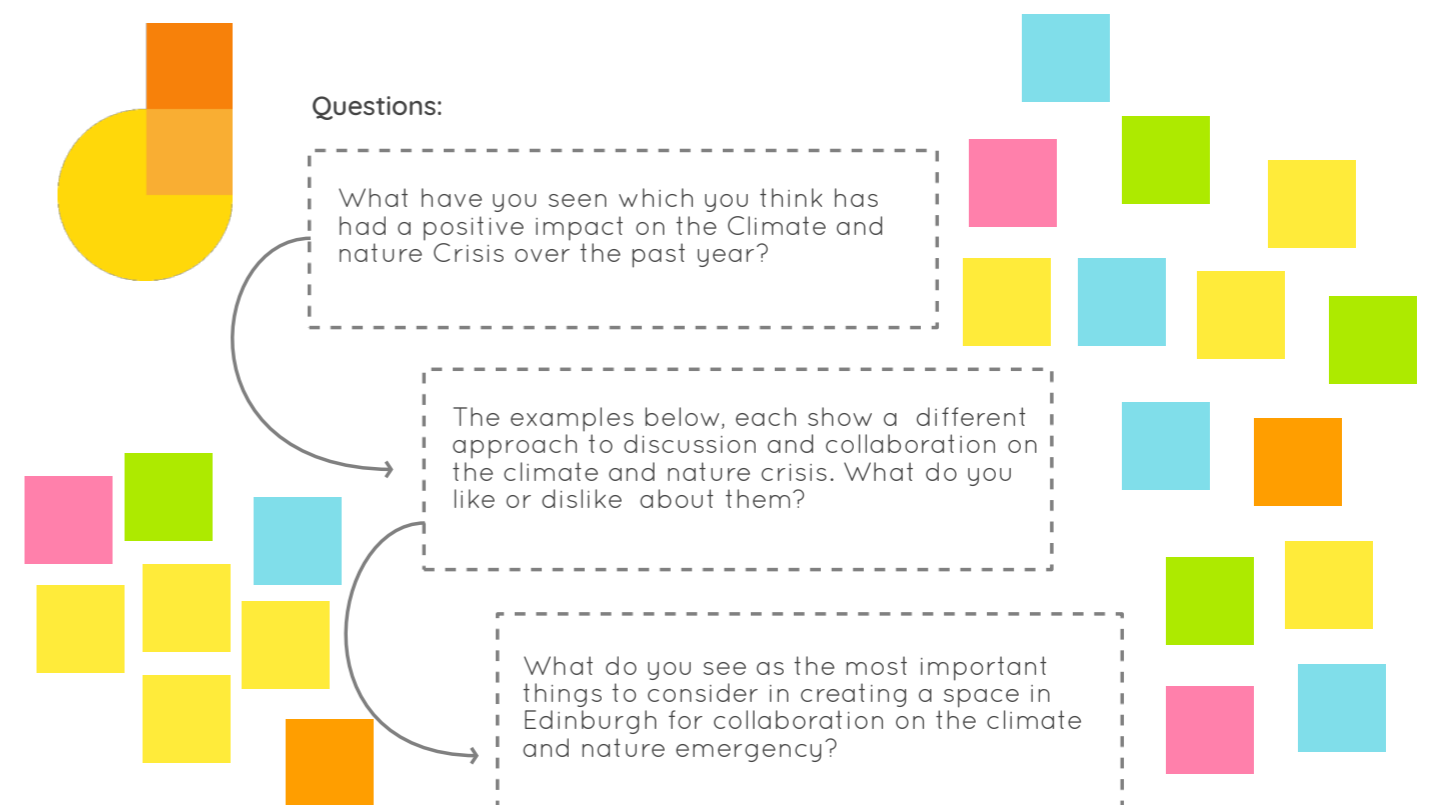 Questions:
What have you seen which you think has
had a positive impact on the Climate and
nature Crisis over the past year?
The examples below, each show a  different
approach to discussion and collaboration on
the climate and nature crisis. What do you
like or dislike  about them?
What do you see as the most important
things to consider in creating a space in
Edinburgh for collaboration on the climate
and nature emergency?